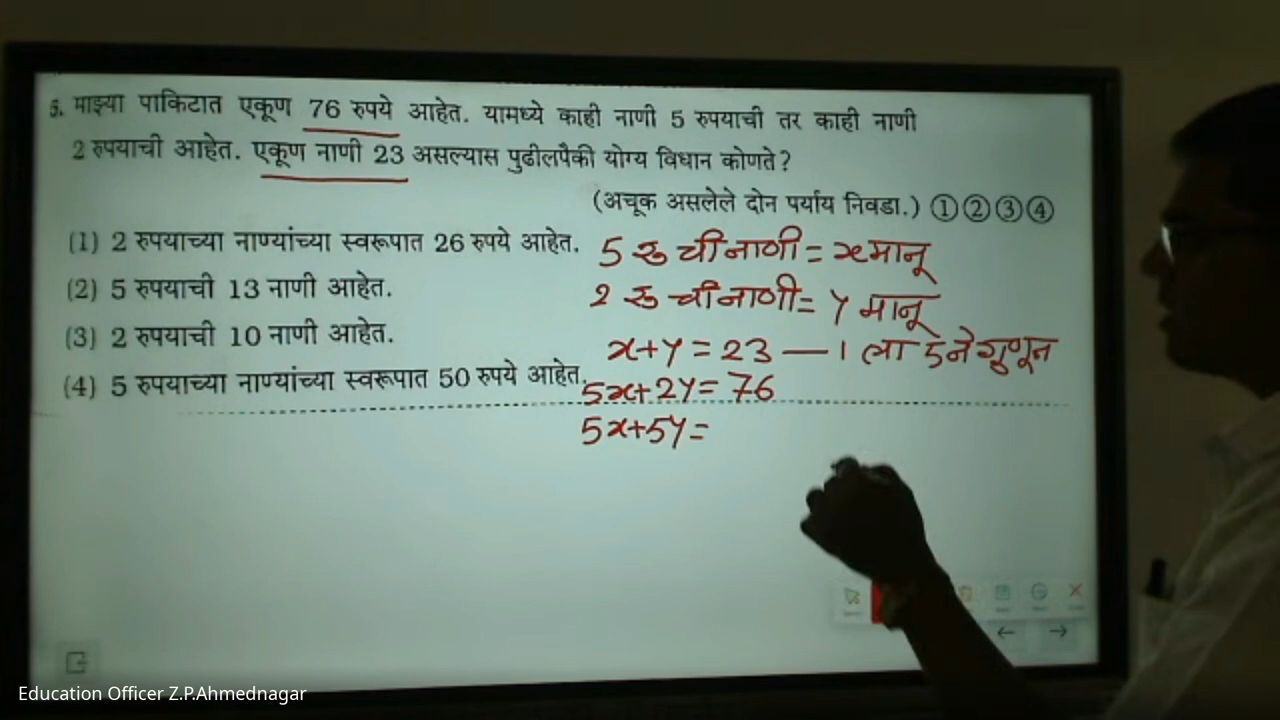 5. माझ्या पाकिटात एकूण 76 रुपये आहेत. यामध्ये काही नाणी 5 रुपयाची तर काही नाणी
2 रुपयाची आहेत. एकूण नाणी 23 असल्यास पुढीलपैकी योग्य विधान कोणते?
(अचूक असलेले दोन पर्याय निवडा.) ① ② ③ ④
(1) 2 रुपयाच्या नाण्यांच्या स्वरूपात 26 रुपये आहेत.
(2) 5 रुपयाची 13 नाणी आहेत.
(3) 2 रुपयाची 10 नाणी आहेत.
(4) 5 रुपयाच्या नाण्यांच्या स्वरूपात 50 रुपये आहेत.
5 रु ची नाणी = x मानू
2 रु ची नाणी = y मानू
x+y = 23 — 1 ला 5 ने गुणून
5x+2y = 76
5x+5y =
Education Officer Z.P.Ahmednagar